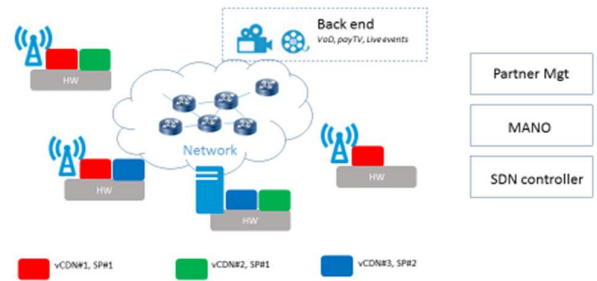 Back end
VoD, payTV, Live events
HW
Partner Mgt
MANO
Network
HW
HW
SDN controller
HW
vCDN#1, SP#1
vCDN#2, SP#1
vCDN#3, SP#2